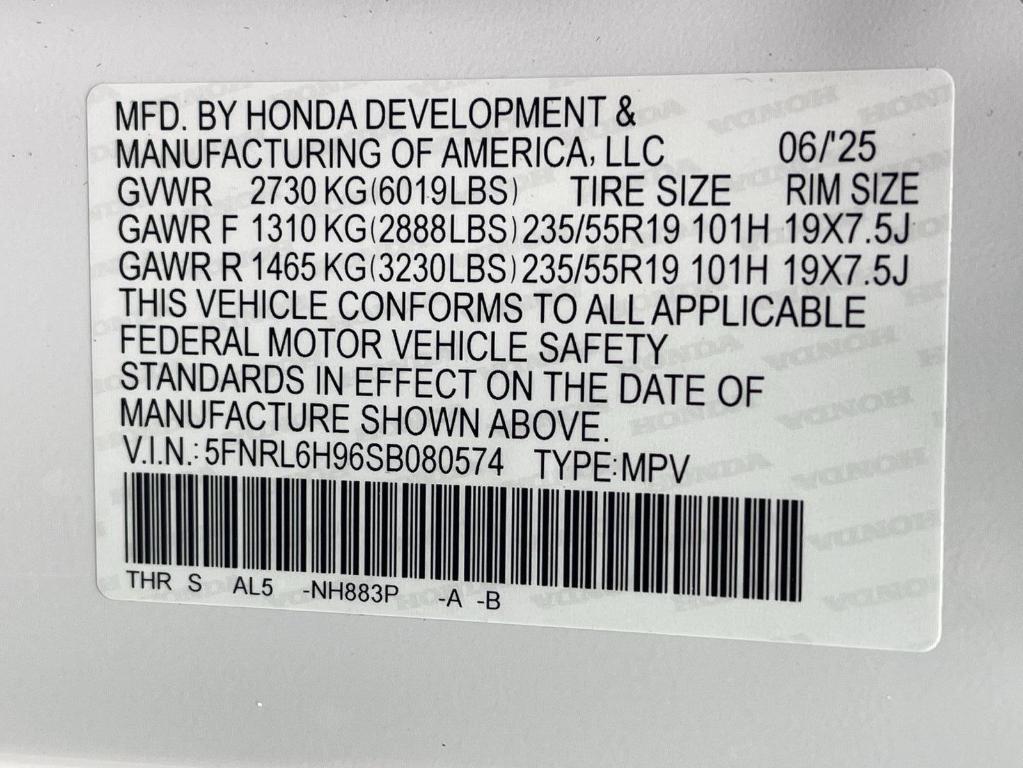 MFD. BY HONDA DEVELOPMENT &
MANUFACTURING OF AMERICA, LLC 06/'25
GVWR 2730 KG(6019LBS) TIRE SIZE RIM SIZE
GAWR F 1310 KG(2888LBS) 235/55R19 101H 19X7.5J
GAWR R 1465 KG(3230LBS) 235/55R19 101H 19X7.5J
THIS VEHICLE CONFORMS TO ALL APPLICABLE
FEDERAL MOTOR VEHICLE SAFETY
STANDARDS IN EFFECT ON THE DATE OF
MANUFACTURE SHOWN ABOVE.
V.I.N.: 5FNRL6H96SB080574 TYPE: MPV
THR S AL5 -NH883P -A -B